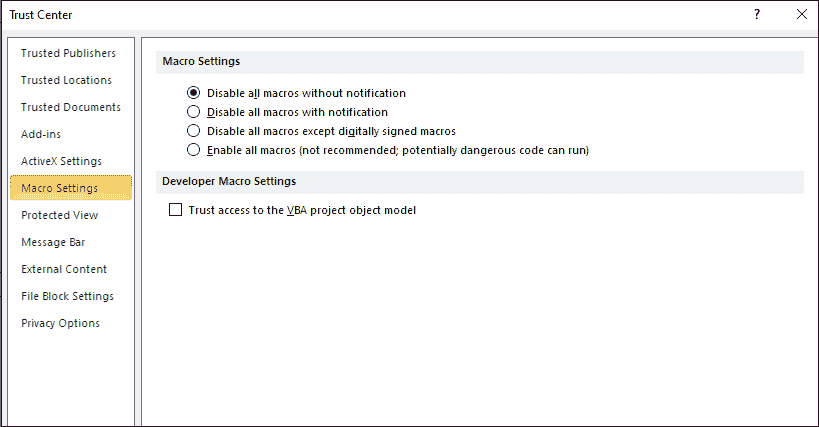 Trust Center
?
Trusted Publishers
Trusted Locations
Trusted Documents
Add-ins
ActiveX Settings
Macro Settings
Protected View
Message Bar
External Content
File Block Settings
Privacy Options
Macro Settings
Disable all macros without notification
Disable all macros with notification
Disable all macros except digitally signed macros
Enable all macros (not recommended; potentially dangerous code can run)
Developer Macro Settings
Trust access to the VBA project object model